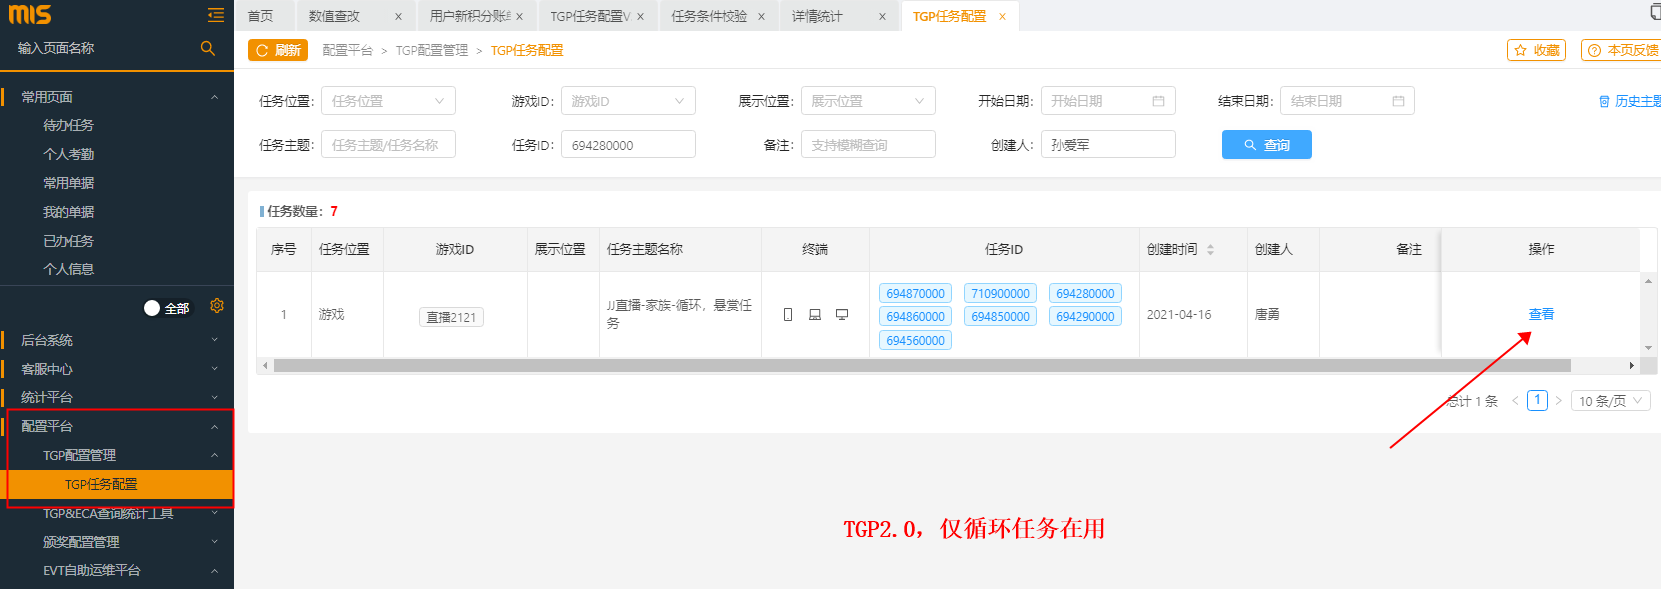 MIS
输入页面名称
常用页面
待办任务
个人考勤
常用单据
我的单据
已办任务
个人信息
全部
后台系统
客服中心
统计平台
配置平台
TGP配置管理
TGP任务配置
TGP&ECA查询统计工具
颁奖配置管理
EVT自助运维平台
首页 数值查改 × 用户新积分账 × TGP任务配置V × 任务条件校验 × 详情统计 × TGP任务配置 ×
刷新 配置平台 > TGP配置管理 > TGP任务配置 收藏 本页反馈
任务位置: 任务位置 游戏ID: 游戏ID 展示位置: 展示位置 开始日期: 开始日期 结束日期: 结束日期 历史主题
任务主题: 任务主题/任务名称 任务ID: 694280000 备注: 支持模糊查询 创建人: 孙爱军 查询
任务数量: 7
序号 任务位置 游戏ID 展示位置 任务主题名称 终端 任务ID 创建时间 创建人 备注 操作
1 游戏 直播2121 JJ直播-家族-循环，悬赏任务 694870000 710900000 694280000 2021-04-16 唐勇 查看
694860000 694850000 694290000
694560000
总计 1 条 < 1 > 10 条/页
TGP2.0，仅循环任务在用